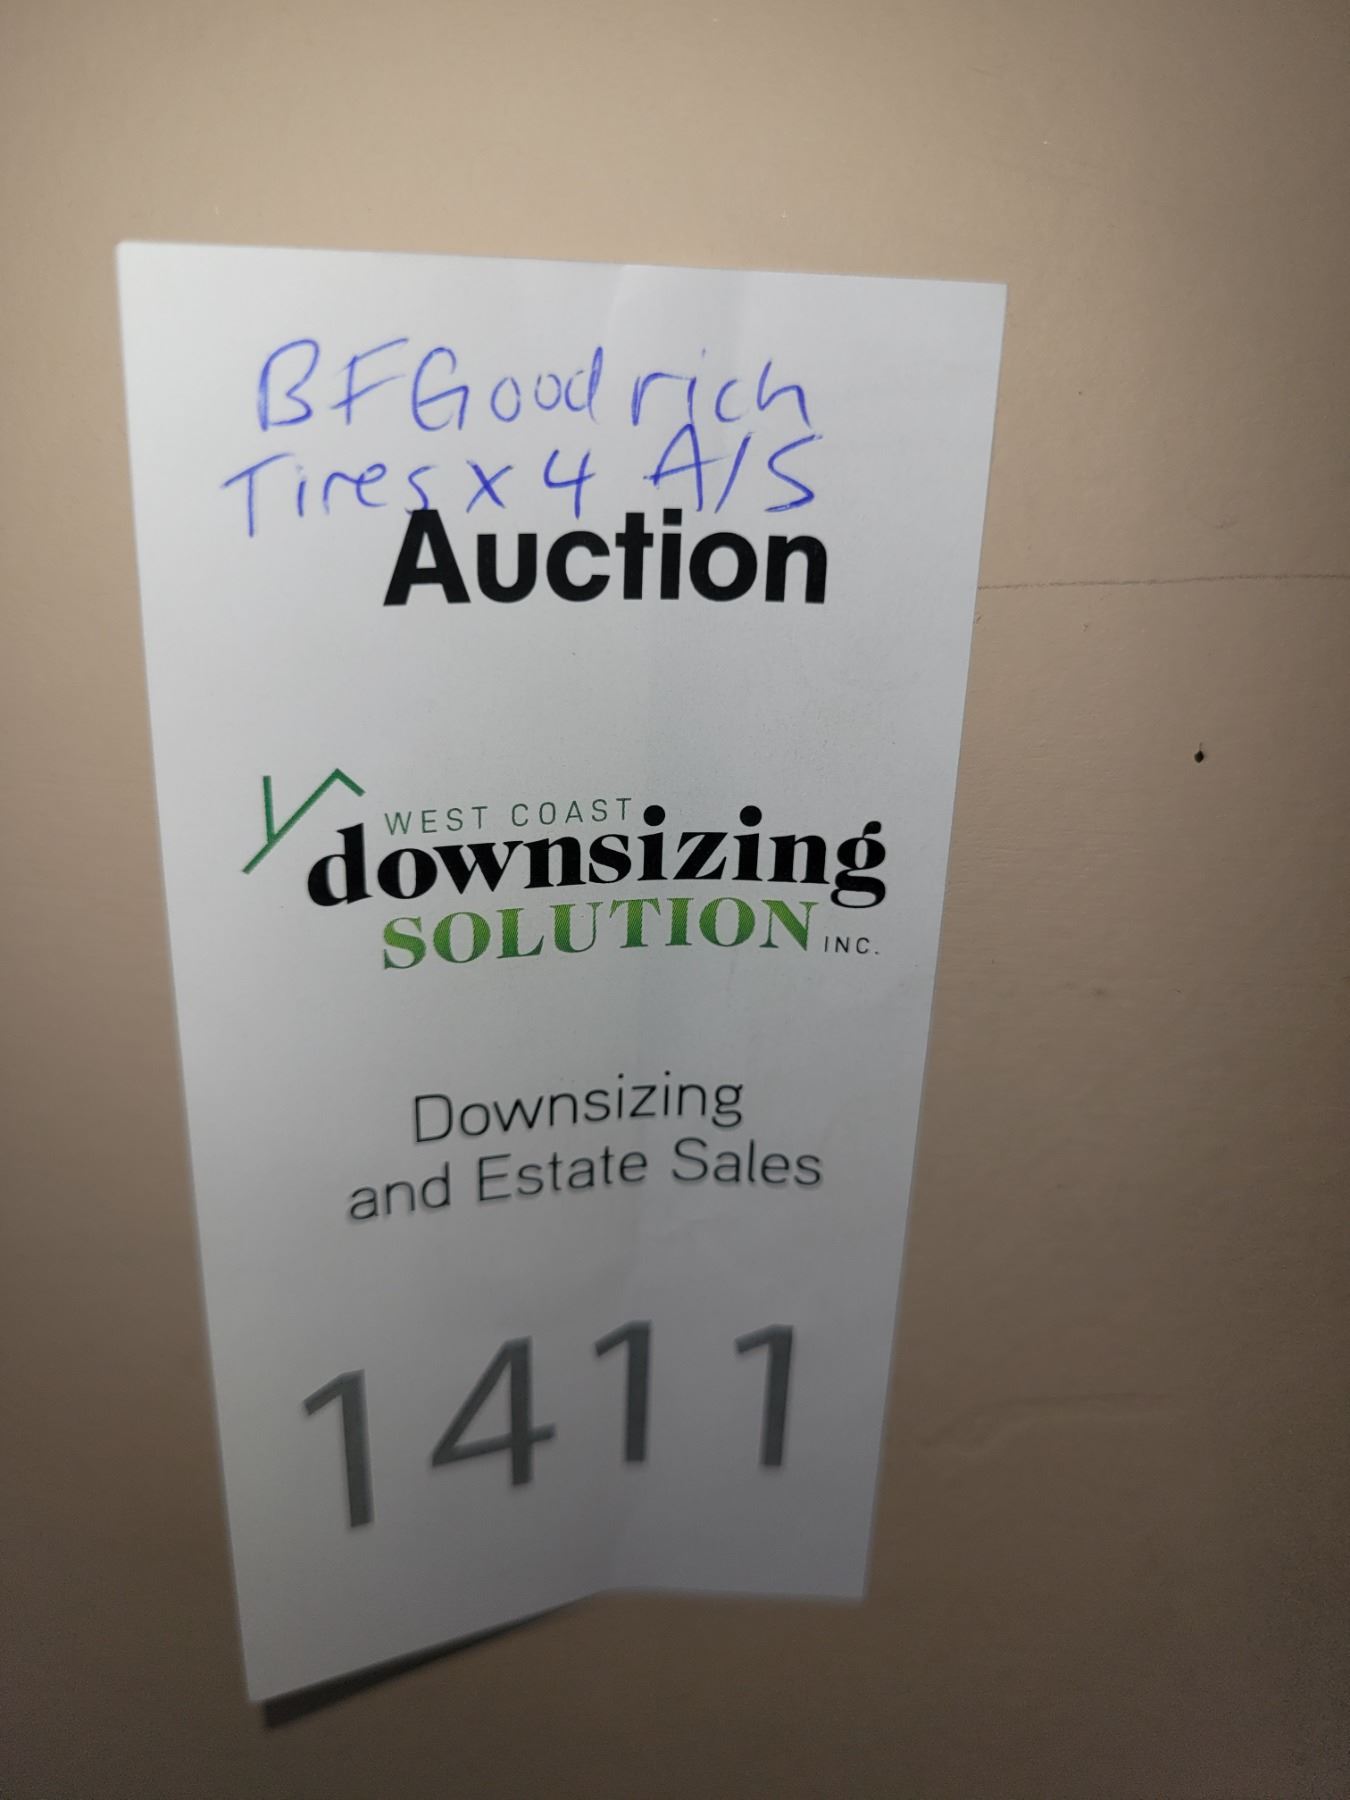 BFGoodrich
Tires x 4 A/S
Auction
WEST COAST
downsizing
SOLUTION INC.
Downsizing
and Estate Sales
1411